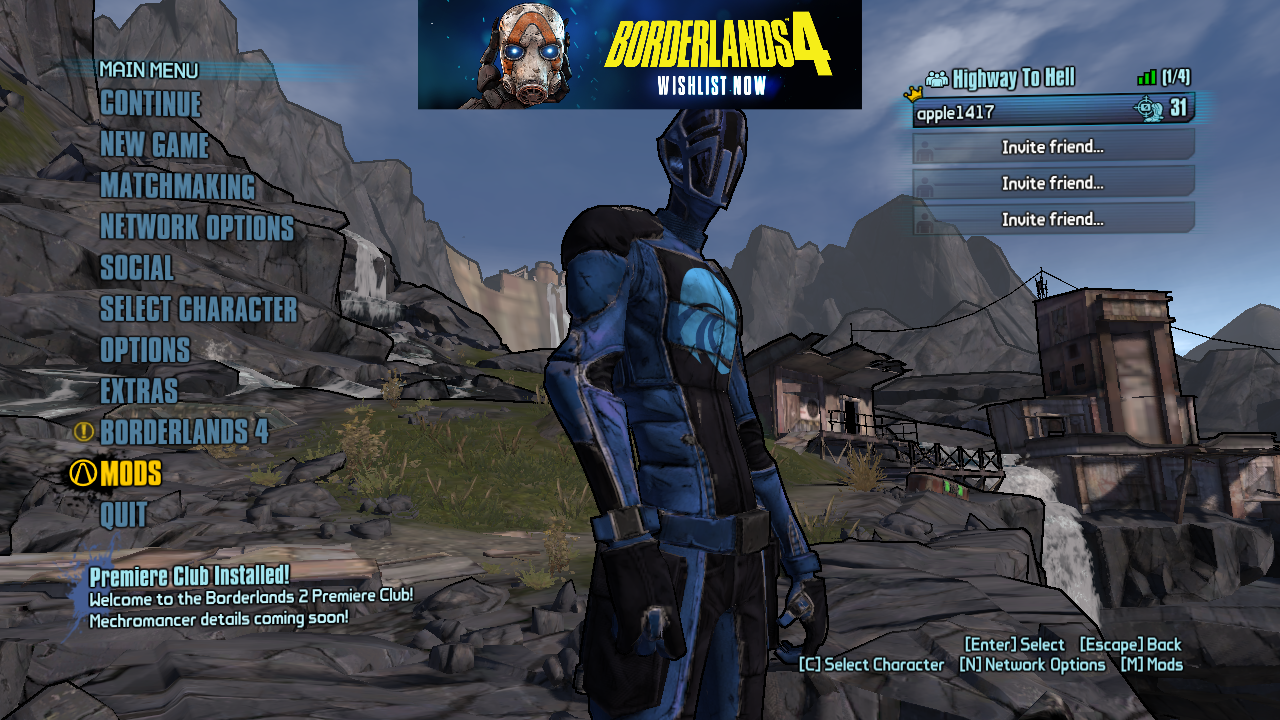 BORDERLANDS 4
WISHLIST NOW
MAIN MENU
CONTINUE
NEW GAME
MATCHMAKING
NETWORK OPTIONS
SOCIAL
SELECT CHARACTER
OPTIONS
EXTRAS
BORDERLANDS 4
MODS
QUIT
Premiere Club Installed!
Welcome to the Borderlands 2 Premiere Club!
Mechromancer details coming soon!
Highway To Hell (1/4)
apple1417 31
Invite friend...
Invite friend...
Invite friend...
[Enter] Select [Escape] Back
[C] Select Character [N] Network Options [M] Mods